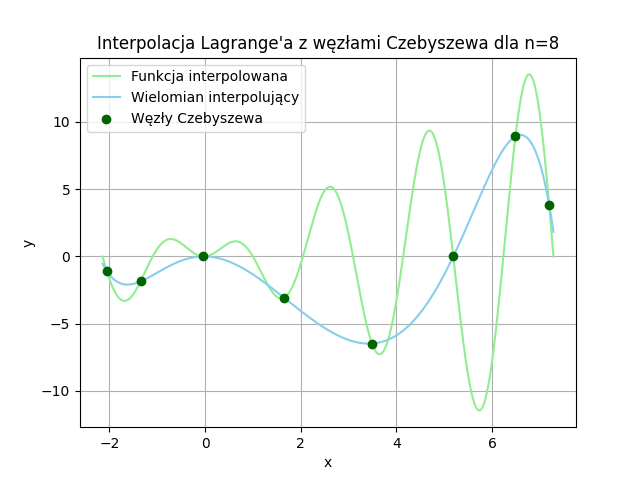 Interpolacja Lagrange'a z węzłami Czebyszewa dla n=8
Funkcja interpolowana
Wielomian interpolujący
Węzły Czebyszewa
10
5
0
−5
−10
y
−2
0
2
4
6
x